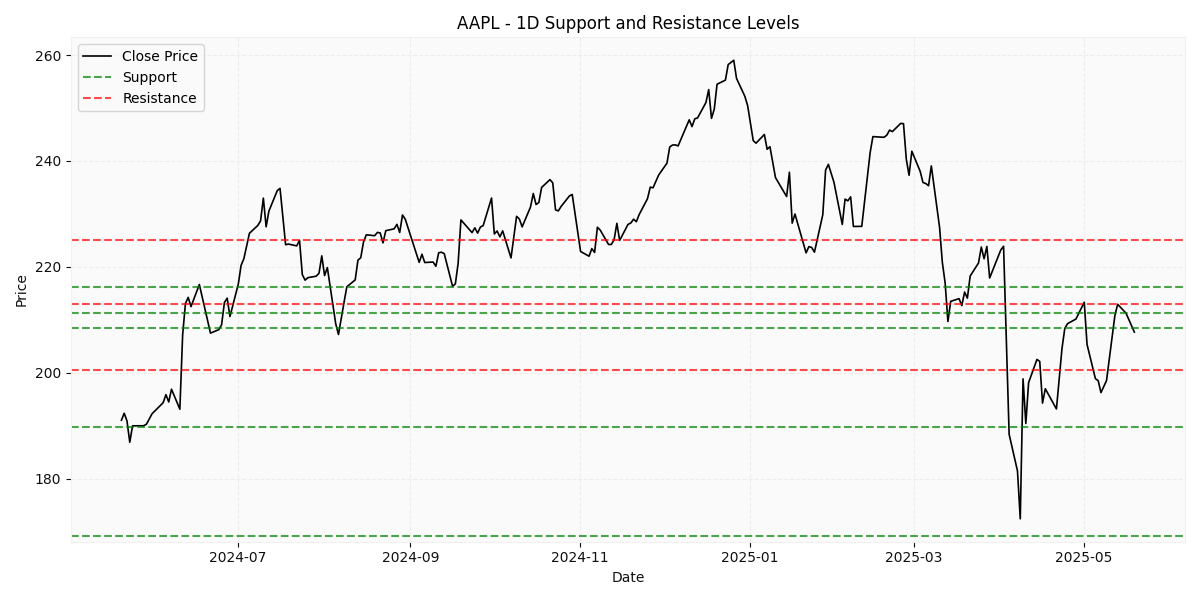 AAPL - 1D Support and Resistance Levels
Close Price
Support
Resistance
Price
260
240
220
200
180
2024-07
2024-09
2024-11
2025-01
2025-03
2025-05
Date